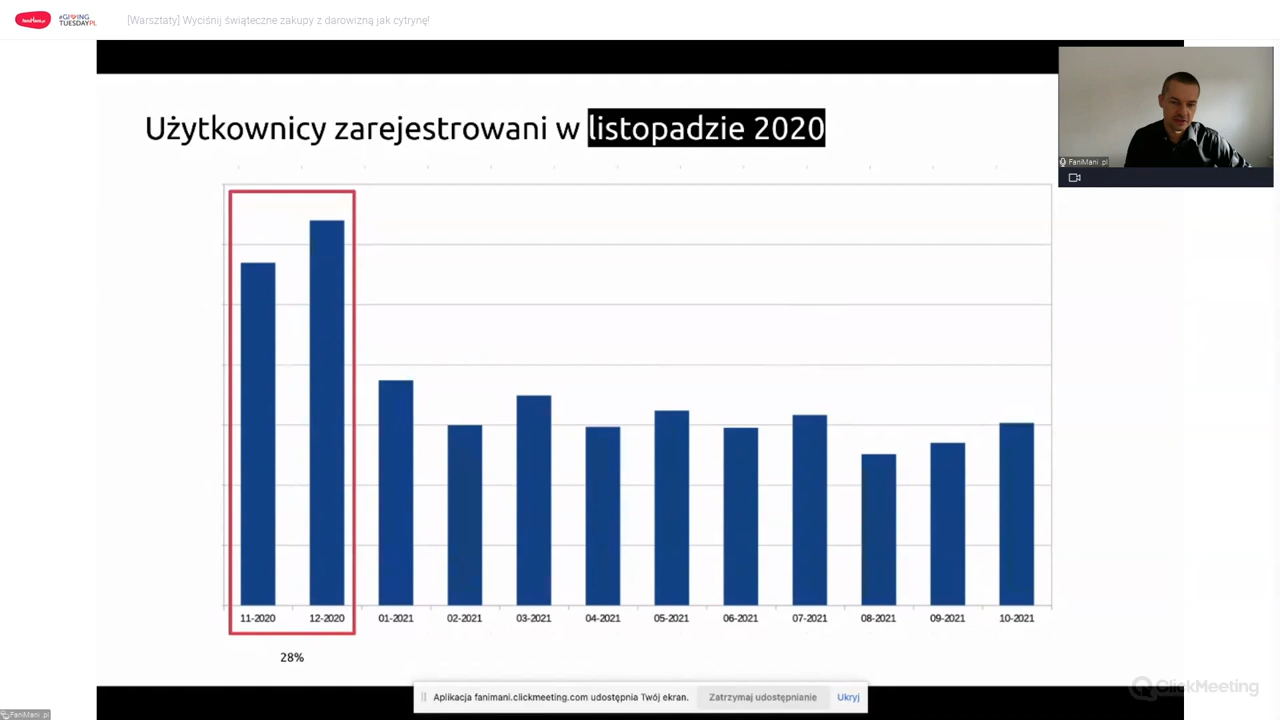 FaniMani.pl
#GIVING
TUESDAYPL
[Warsztaty] Wyciśnij świąteczne zakupy z darowizną jak cytrynę!
Użytkownicy zarejestrowani w listopadzie 2020
FaniMani .pl
11-2020 12-2020 01-2021 02-2021 03-2021 04-2021 05-2021 06-2021 07-2021 08-2021 09-2021 10-2021
28%
Aplikacja fanimani.clickmeeting.com udostępnia Twój ekran. Zatrzymaj udostępnianie Ukryj
ClickMeeting
FaniMani .pl